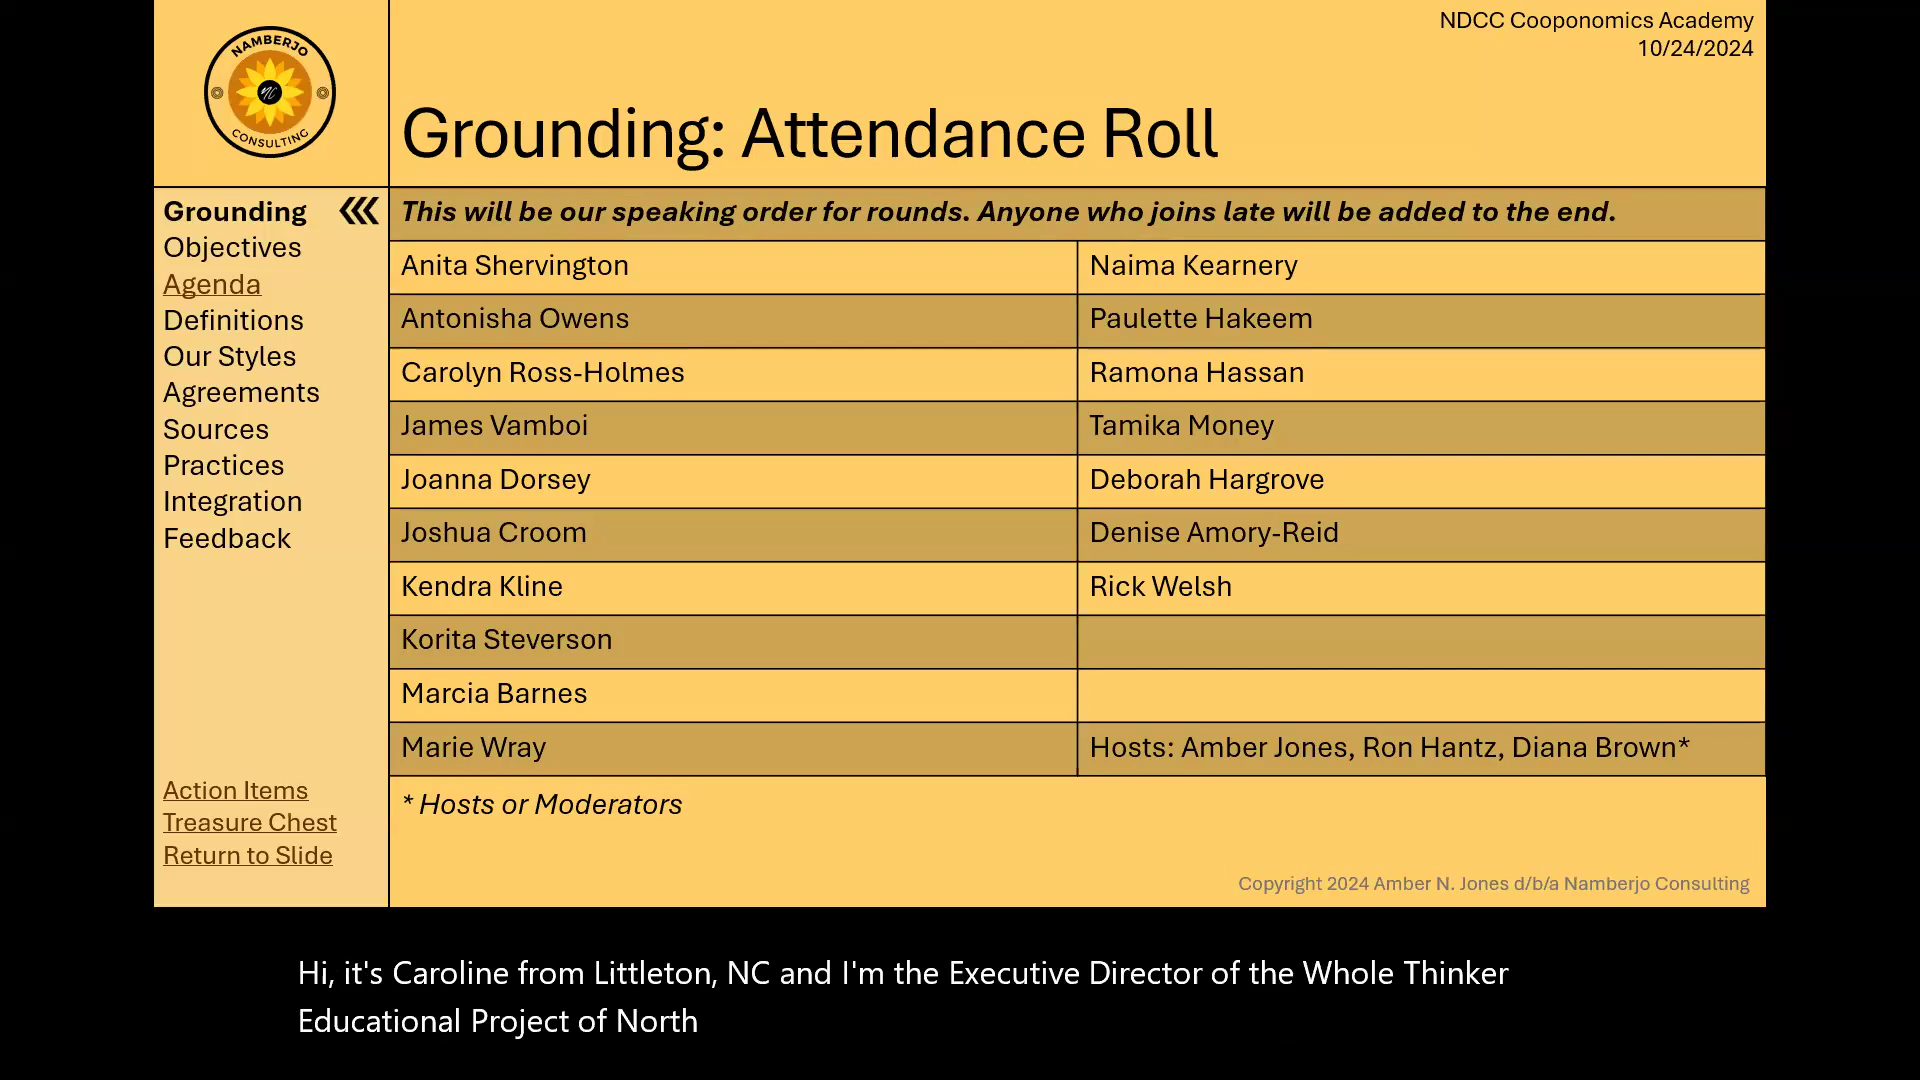 NAMBERJO
NC
CONSULTING
NDCC Cooponomics Academy
10/24/2024
Grounding: Attendance Roll
Grounding
Objectives
Agenda
Definitions
Our Styles
Agreements
Sources
Practices
Integration
Feedback
Action Items
Treasure Chest
Return to Slide
This will be our speaking order for rounds. Anyone who joins late will be added to the end.
Anita Shervington
Naima Kearnery
Antonisha Owens
Paulette Hakeem
Carolyn Ross-Holmes
Ramona Hassan
James Vamboi
Tamika Money
Joanna Dorsey
Deborah Hargrove
Joshua Croom
Denise Amory-Reid
Kendra Kline
Rick Welsh
Korita Steverson
Marcia Barnes
Marie Wray
Hosts: Amber Jones, Ron Hantz, Diana Brown*
* Hosts or Moderators
Copyright 2024 Amber N. Jones d/b/a Namberjo Consulting
Hi, it's Caroline from Littleton, NC and I'm the Executive Director of the Whole Thinker
Educational Project of North